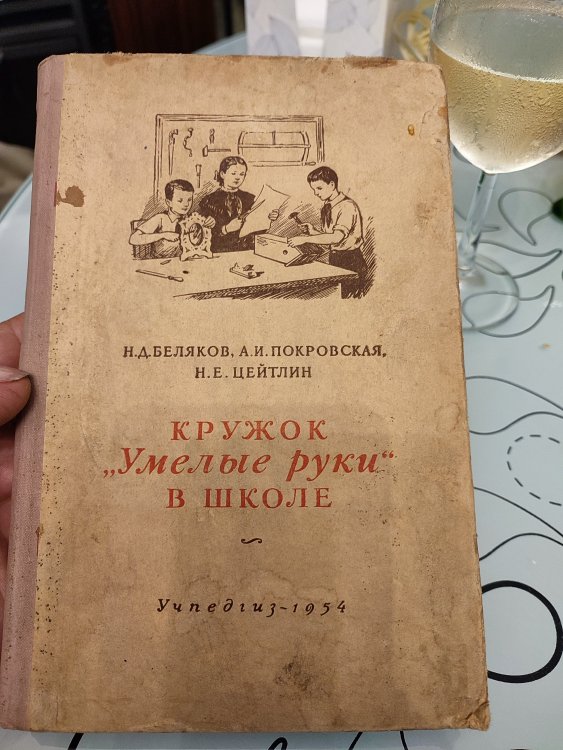 Н.Д.БЕЛЯКОВ, А.И.ПОКРОВСКАЯ,
Н.Е.ЦЕЙТЛИН
КРУЖОК
„Умелые руки“
В ШКОЛЕ
Учпедгиз–1954